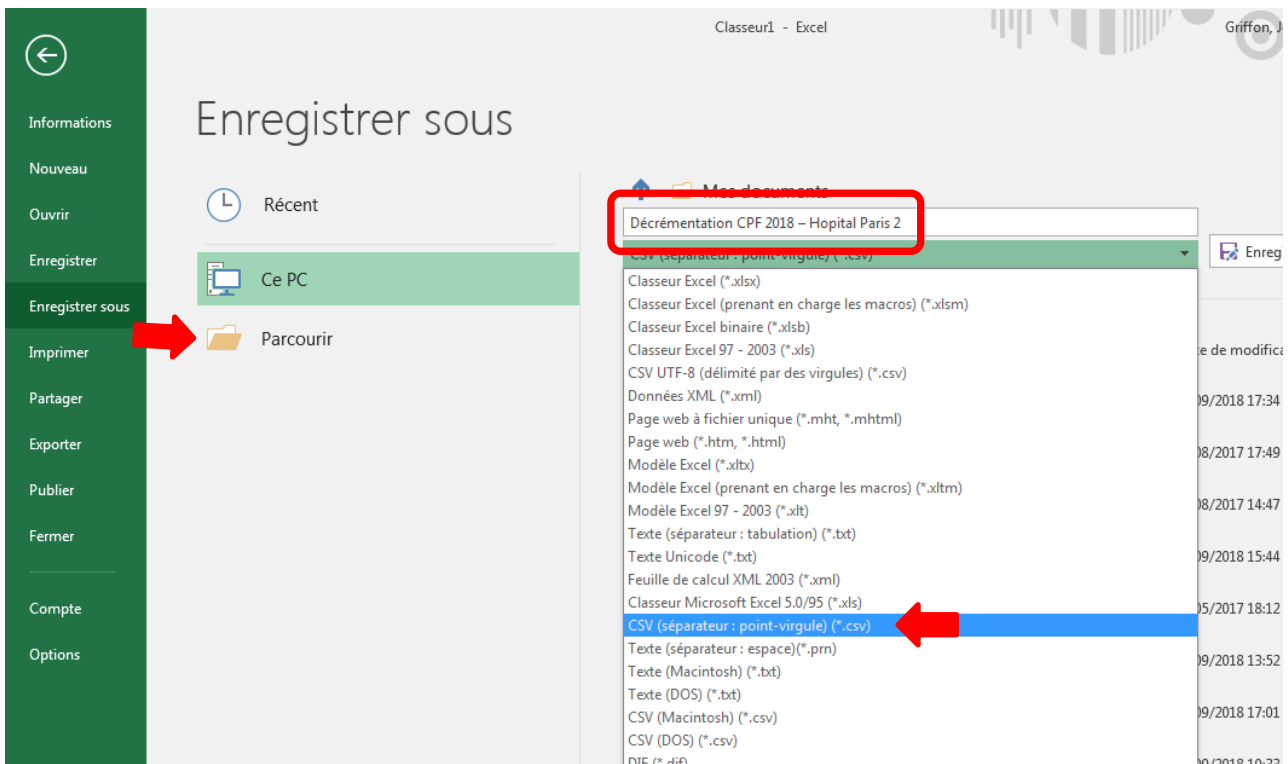 Classeur1 - Excel
Griffon, J
Informations
Nouveau
Ouvrir
Enregistrer
Enregistrer sous
Imprimer
Partager
Exporter
Publier
Fermer
Compte
Options
Enregistrer sous
Récent
Ce PC
Parcourir
Mes documents
Décrémentation CPF 2018 – Hopital Paris 2
CSV (séparateur : point-virgule) (*.csv)
Enreg
Classeur Excel (*.xlsx)
Classeur Excel (prenant en charge les macros) (*.xlsm)
Classeur Excel binaire (*.xlsb)
Classeur Excel 97 - 2003 (*.xls)
CSV UTF-8 (délimité par des virgules) (*.csv)
Données XML (*.xml)
Page web à fichier unique (*.mht, *.mhtml)
Page web (*.htm, *.html)
Modèle Excel (*.xltx)
Modèle Excel (prenant en charge les macros) (*.xltm)
Modèle Excel 97 - 2003 (*.xlt)
Texte (séparateur : tabulation) (*.txt)
Texte Unicode (*.txt)
Feuille de calcul XML 2003 (*.xml)
Classeur Microsoft Excel 5.0/95 (*.xls)
CSV (séparateur : point-virgule) (*.csv)
Texte (séparateur : espace)(*.prn)
Texte (Macintosh) (*.txt)
Texte (DOS) (*.txt)
CSV (Macintosh) (*.csv)
CSV (DOS) (*.csv)
DIF (*.dif)
e de modifica
09/2018 17:34
08/2017 17:49
08/2017 14:47
09/2018 15:44
05/2017 18:12
09/2018 13:52
09/2018 17:01